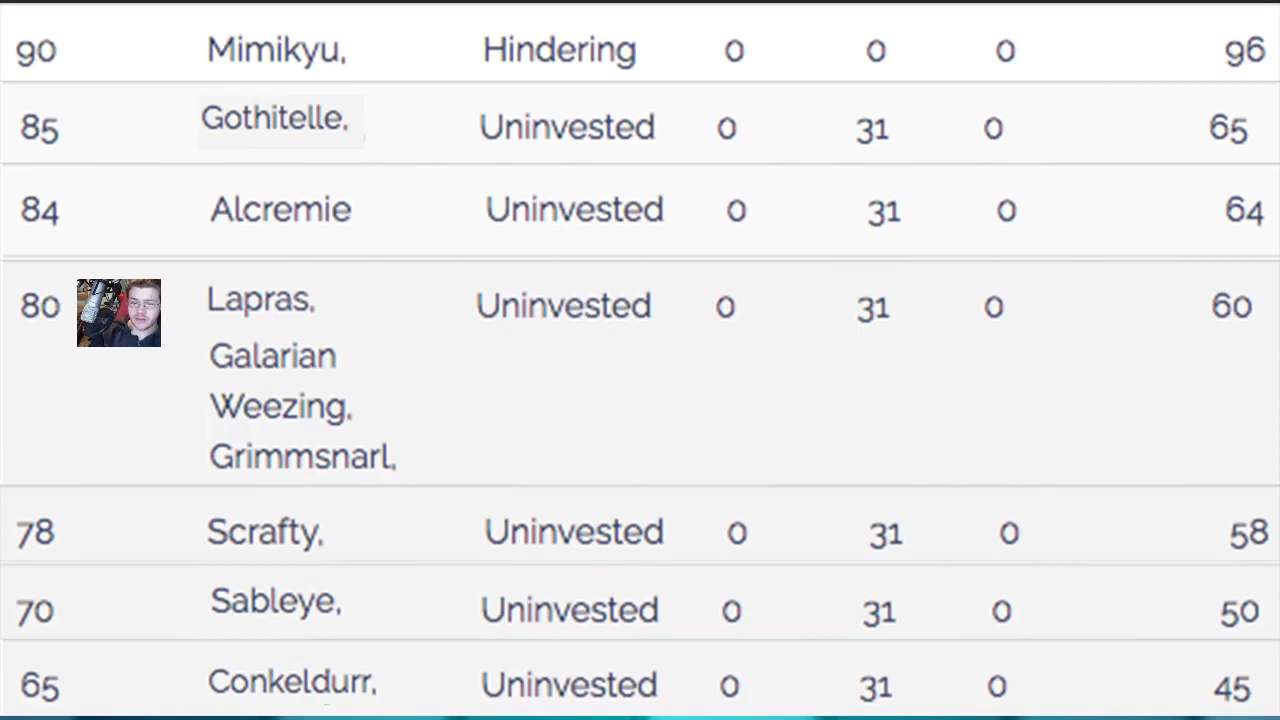 90 Mimikyu, Hindering 0 0 0 96
85 Gothitelle, Uninvested 0 31 0 65
84 Alcremie Uninvested 0 31 0 64
80 Lapras, Uninvested 0 31 0 60
Galarian
Weezing,
Grimmsnarl,
78 Scrafty, Uninvested 0 31 0 58
70 Sableye, Uninvested 0 31 0 50
65 Conkeldurr, Uninvested 0 31 0 45